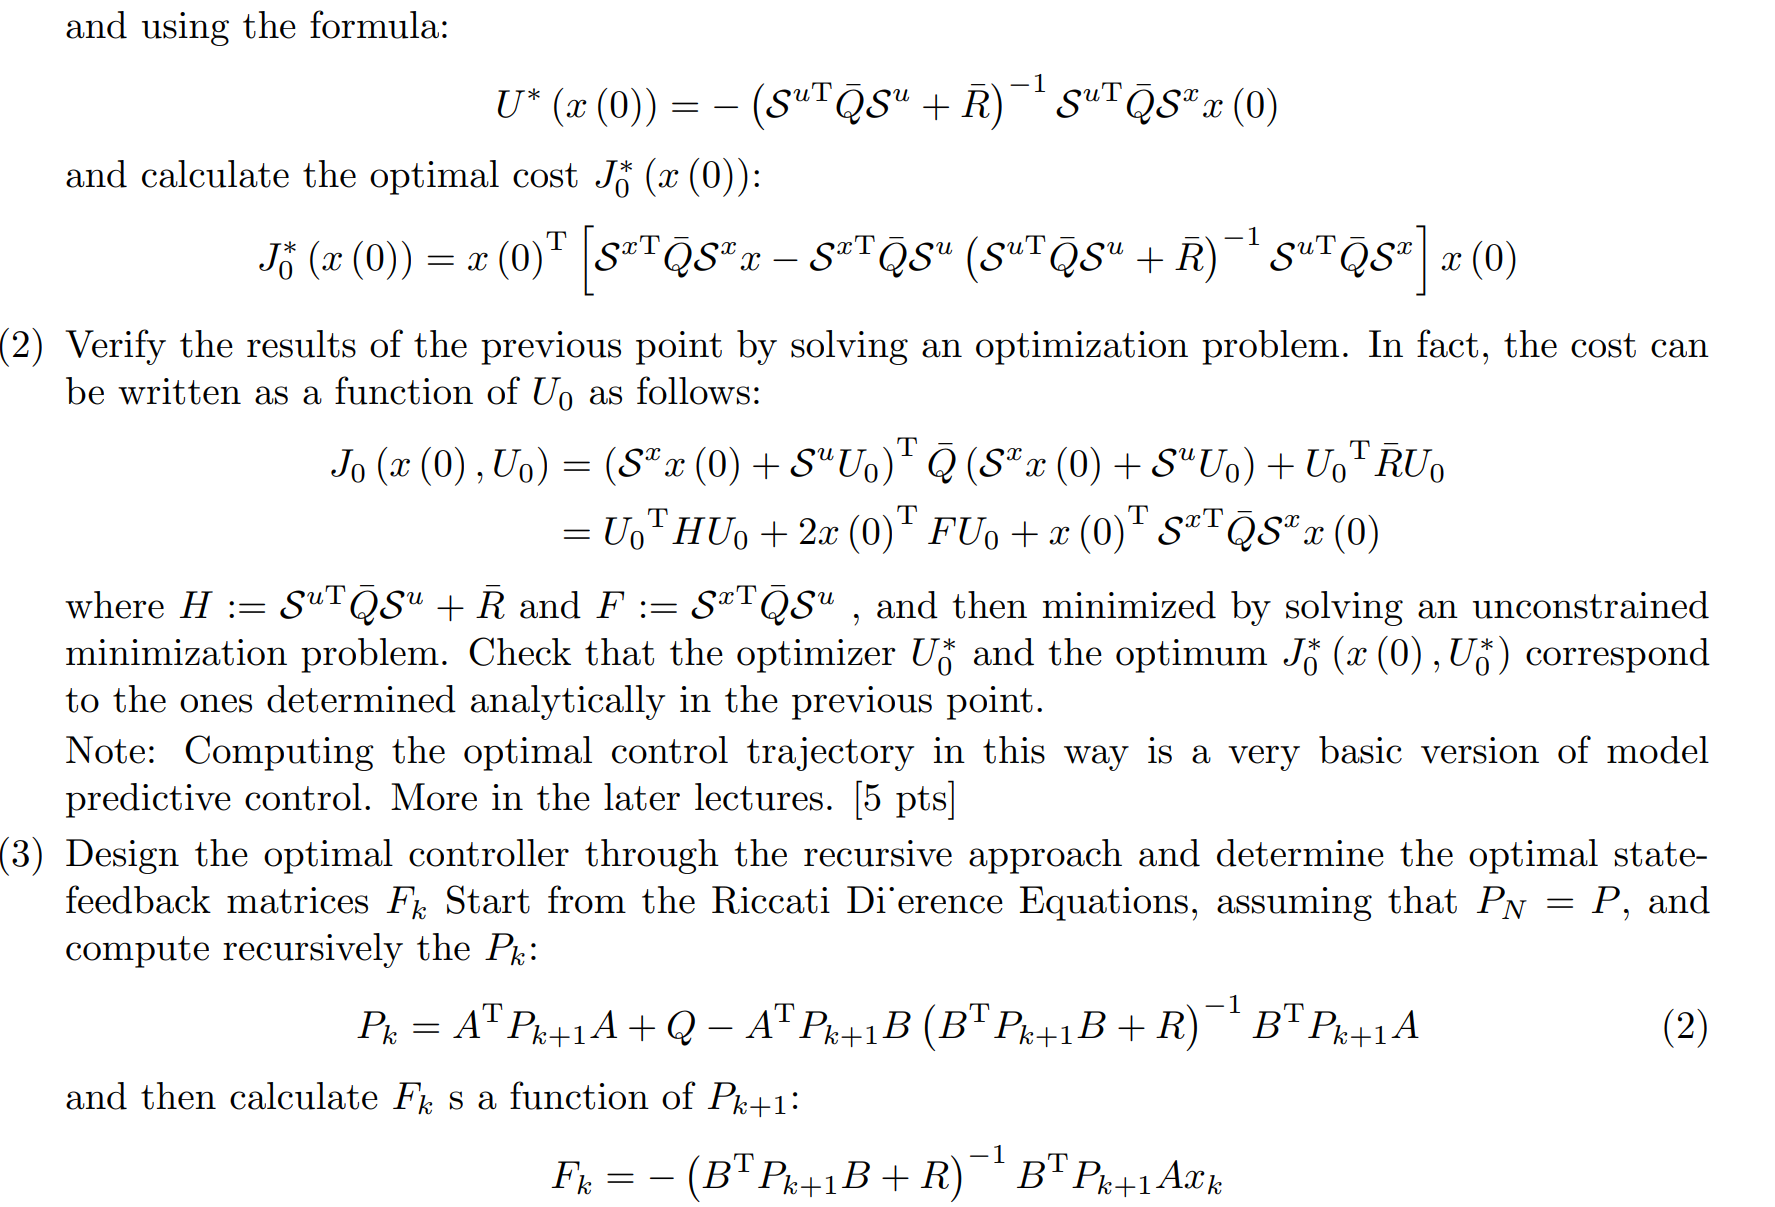 and using the formula:
U* (x (0)) = − (S^{uT} Q̄ S^u + R̄)^{−1} S^{uT} Q̄ S^x x (0)
and calculate the optimal cost J_0^* (x (0)):
J_0^* (x (0)) = x (0)^T [S^{xT} Q̄ S^x x − S^{xT} Q̄ S^u (S^{uT} Q̄ S^u + R̄)^{−1} S^{uT} Q̄ S^x] x (0)
(2) Verify the results of the previous point by solving an optimization problem. In fact, the cost can
be written as a function of U_0 as follows:
J_0 (x (0) , U_0) = (S^x x (0) + S^u U_0)^T Q̄ (S^x x (0) + S^u U_0) + U_0^T R̄ U_0
= U_0^T H U_0 + 2x (0)^T F U_0 + x (0)^T S^{xT} Q̄ S^x x (0)
where H := S^{uT} Q̄ S^u + R̄ and F := S^{xT} Q̄ S^u , and then minimized by solving an unconstrained
minimization problem. Check that the optimizer U_0^* and the optimum J_0^* (x (0) , U_0^*) correspond
to the ones determined analytically in the previous point.
Note: Computing the optimal control trajectory in this way is a very basic version of model
predictive control. More in the later lectures. [5 pts]
(3) Design the optimal controller through the recursive approach and determine the optimal state-
feedback matrices F_k Start from the Riccati Di¨erence Equations, assuming that P_N = P, and
compute recursively the P_k:
P_k = A^T P_{k+1} A + Q − A^T P_{k+1} B (B^T P_{k+1} B + R)^{−1} B^T P_{k+1} A (2)
and then calculate F_k s a function of P_{k+1}:
F_k = − (B^T P_{k+1} B + R)^{−1} B^T P_{k+1} A x_k